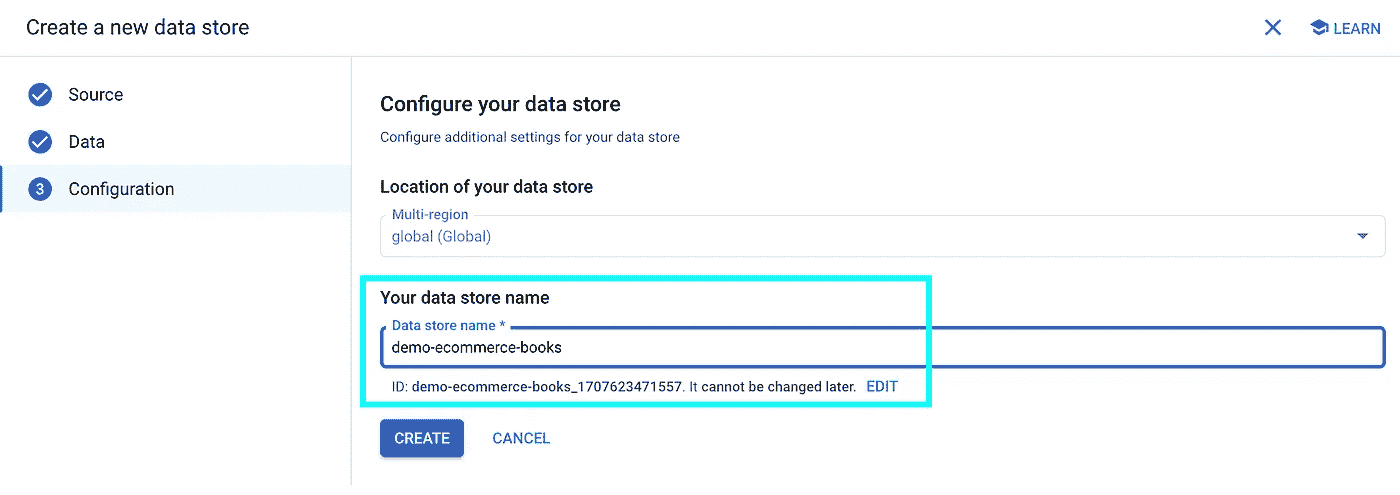 Create a new data store
LEARN
Source
Data
3 Configuration
Configure your data store
Configure additional settings for your data store
Location of your data store
Multi-region
global (Global)
Your data store name
Data store name *
demo-ecommerce-books
ID: demo-ecommerce-books_1707623471557. It cannot be changed later. EDIT
CREATE CANCEL